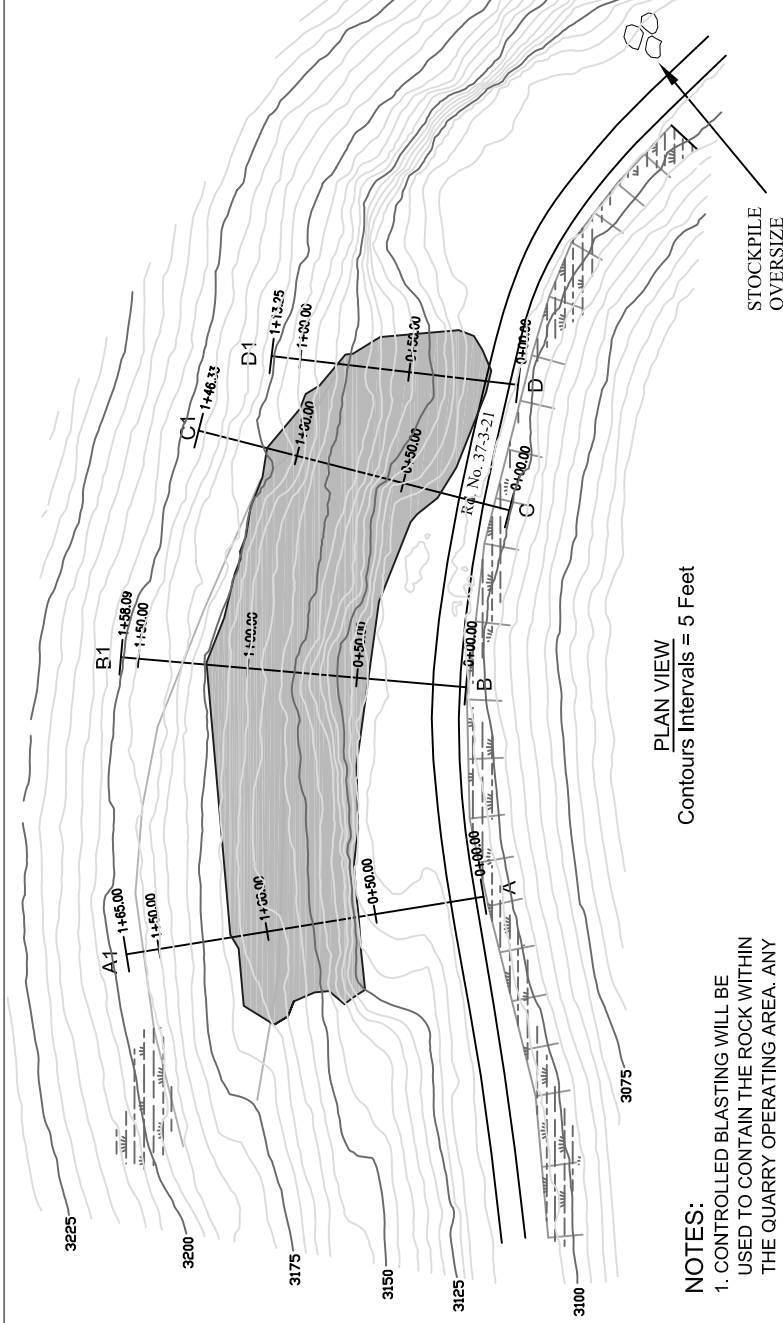 3225
3200
3175
3150
3125
3100
3075
A1
1+65.00
1+50.00
1+00.00
0+50.00
0+00.00
A
B1
1+58.09
1+50.00
1+00.00
0+50.00
0+00.00
B
C1
1+46.33
1+00.00
0+50.00
0+00.00
C
D1
1+13.25
1+00.00
0+50.00
0+00.00
D
Rd. No. 37-3-21
STOCKPILE
OVERSIZE
PLAN VIEW
Contours Intervals = 5 Feet
NOTES:
1. CONTROLLED BLASTING WILL BE
USED TO CONTAIN THE ROCK WITHIN
THE QUARRY OPERATING AREA. ANY